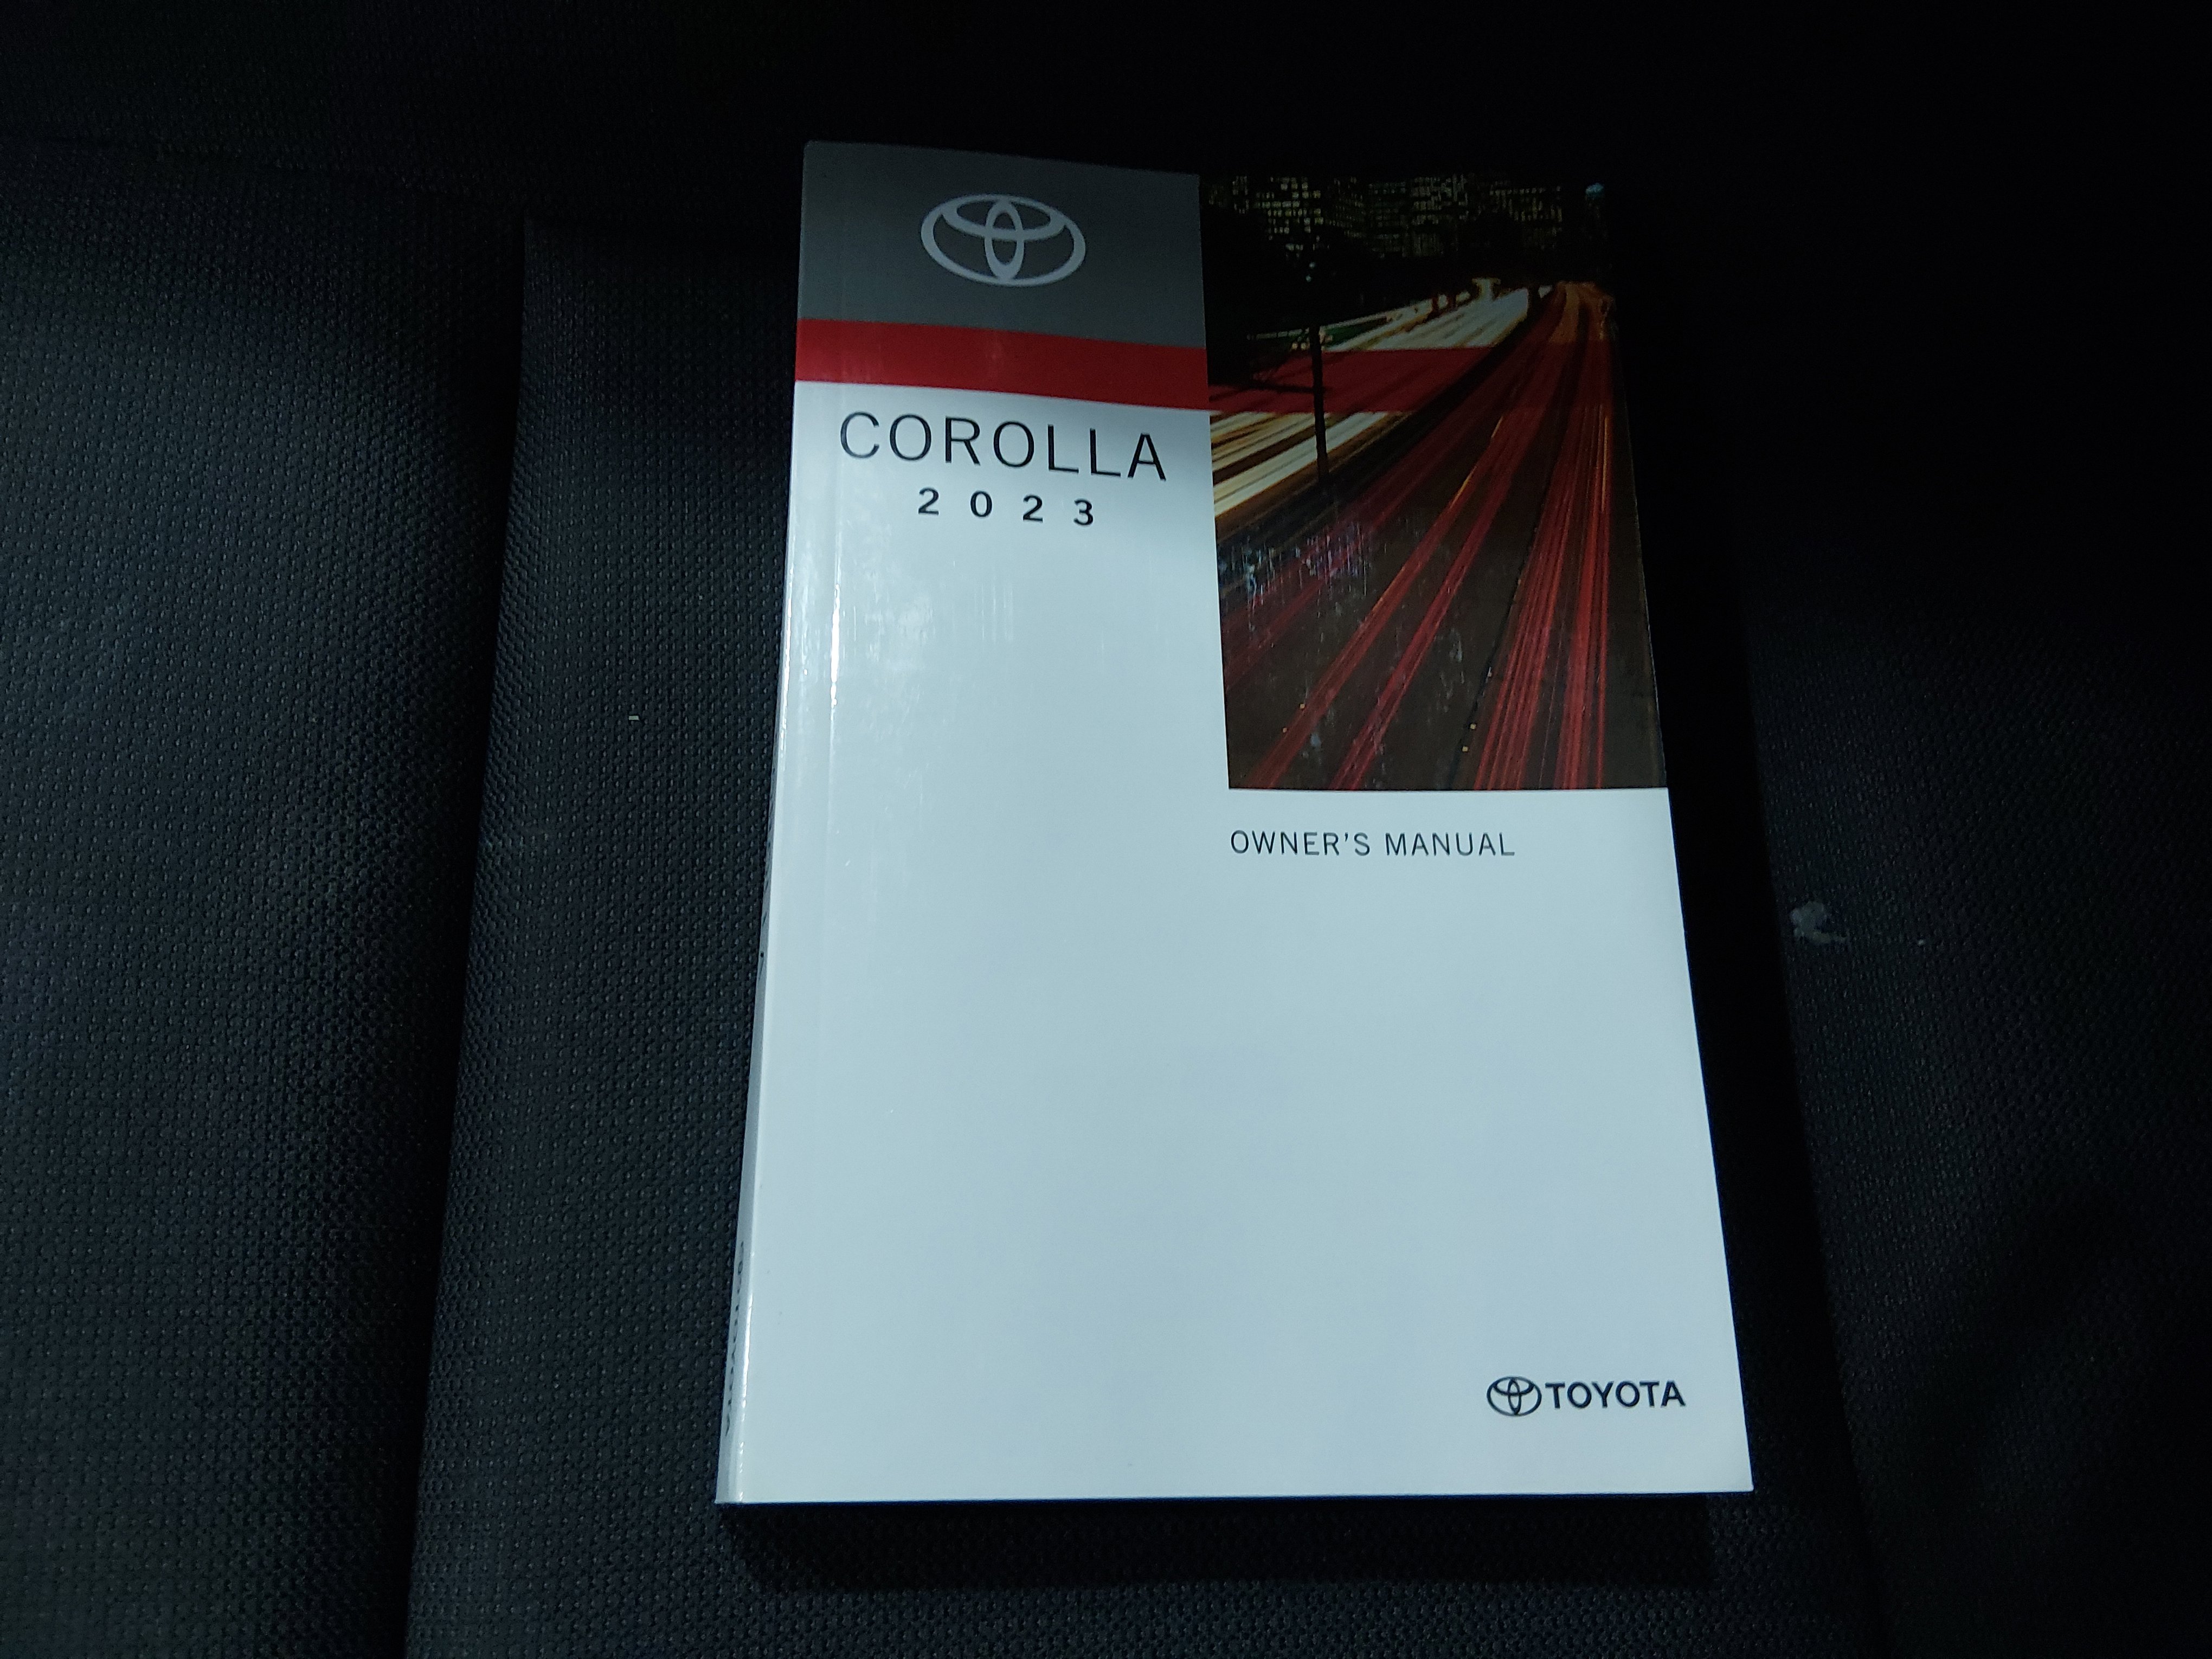 COROLLA
2023
OWNER'S MANUAL
TOYOTA